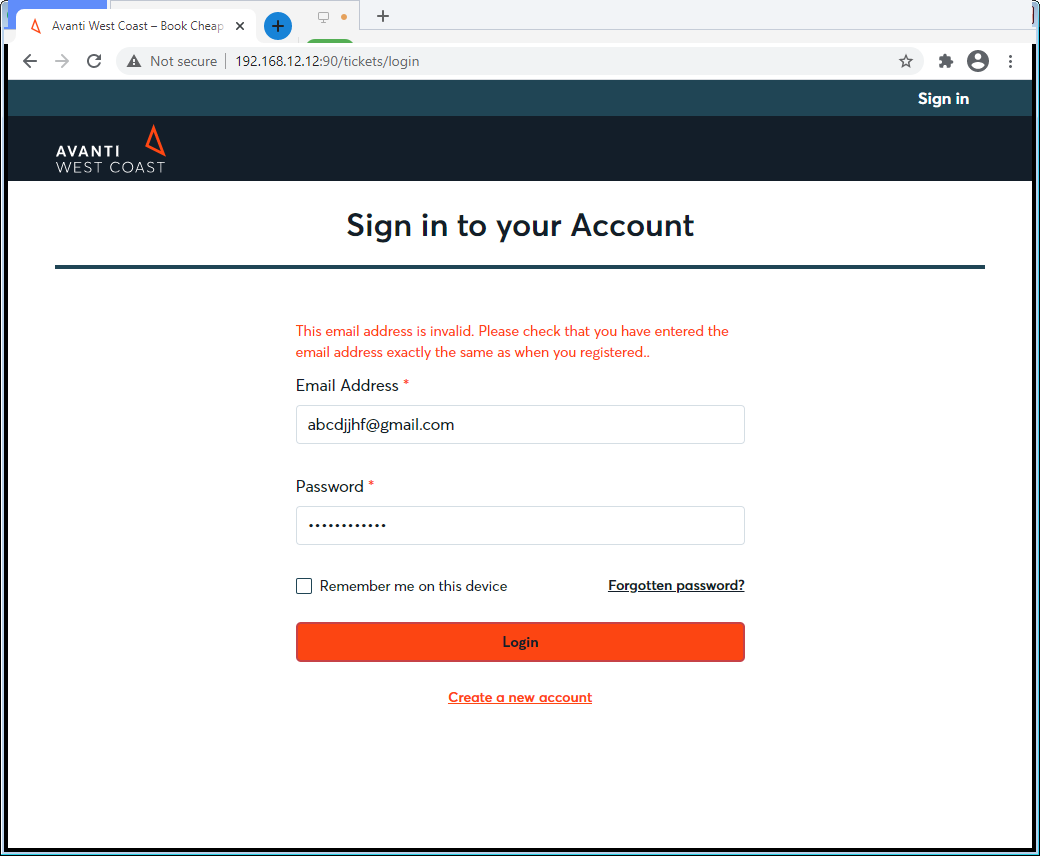 Avanti West Coast – Book Cheap
Not secure
192.168.12.12:90/tickets/login
Sign in
AVANTI
WEST COAST
Sign in to your Account
This email address is invalid. Please check that you have entered the
email address exactly the same as when you registered..
Email Address *
abcdjjhf@gmail.com
Password *
••••••••••••
Remember me on this device
Forgotten password?
Login
Create a new account